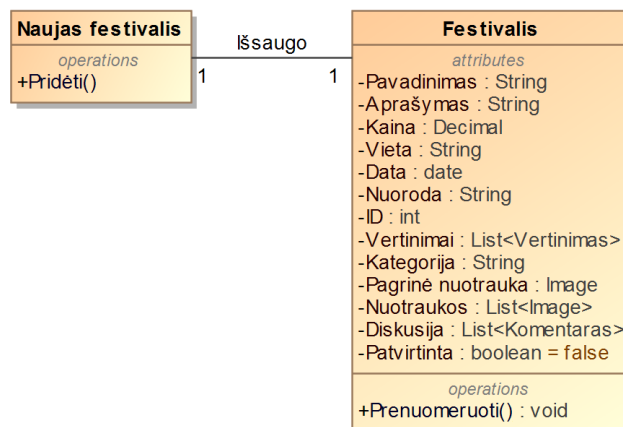 Naujas festivalis
operations
+Pridėti()
Išsaugo
1
1
Festivalis
attributes
-Pavadinimas : String
-Aprašymas : String
-Kaina : Decimal
-Vieta : String
-Data : date
-Nuoroda : String
-ID : int
-Vertinimai : List<Vertinimas>
-Kategorija : String
-Pagrinė nuotrauka : Image
-Nuotraukos : List<Image>
-Diskusija : List<Komentaras>
-Patvirtinta : boolean = false
operations
+Prenuomeruoti() : void